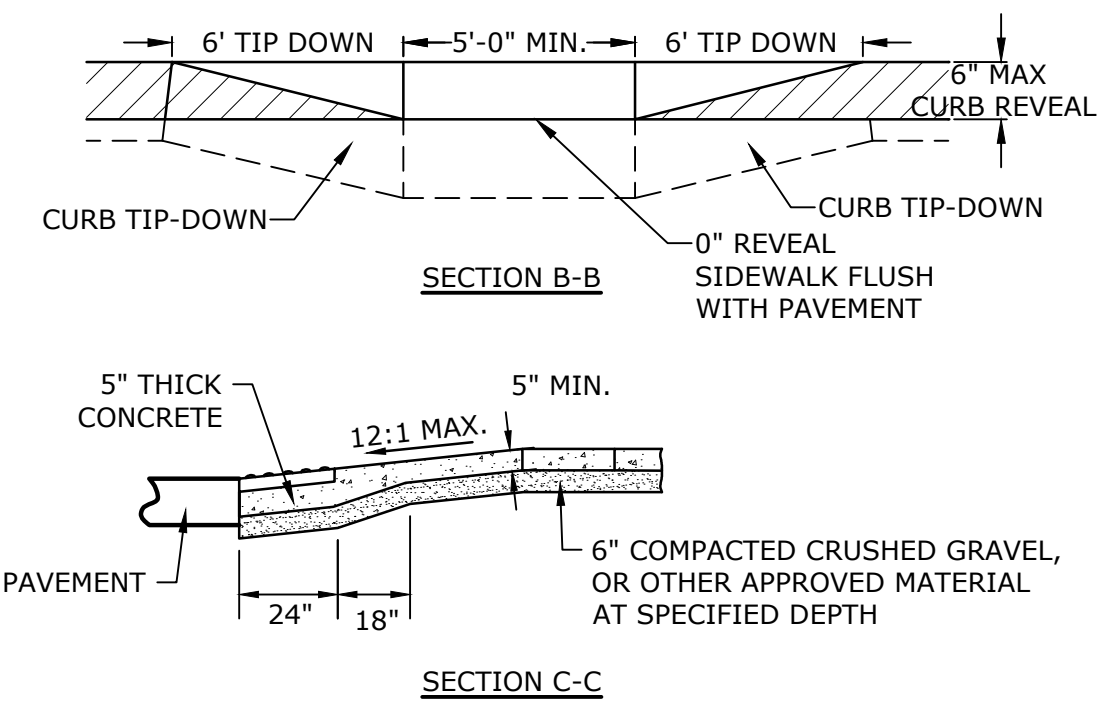 6' TIP DOWN
5'-0" MIN.
6' TIP DOWN
6" MAX
CURB REVEAL
CURB TIP-DOWN
CURB TIP-DOWN
0" REVEAL
SIDEWALK FLUSH
WITH PAVEMENT
SECTION B-B
5" THICK
CONCRETE
12:1 MAX.
5" MIN.
PAVEMENT
24"
18"
6" COMPACTED CRUSHED GRAVEL,
OR OTHER APPROVED MATERIAL
AT SPECIFIED DEPTH
SECTION C-C